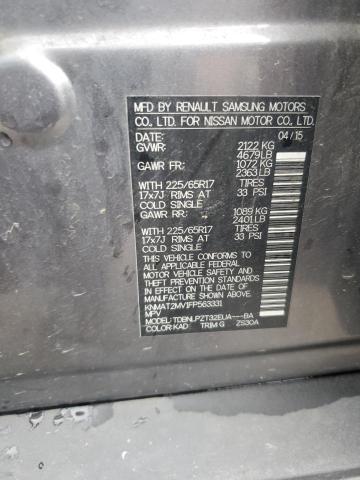 MFD BY RENAULT SAMSUNG MOTORS
CO., LTD. FOR NISSAN MOTOR CO., LTD.
DATE: 04/15
GVWR: 2122 KG
4679 LB
GAWR FR: 1072 KG
2363 LB
WITH 225/65R17 TIRES
17x7J RIMS AT 33 PSI
COLD SINGLE
GAWR RR: 1089 KG
2401 LB
WITH 225/65R17 TIRES
17x7J RIMS AT 33 PSI
COLD SINGLE
THIS VEHICLE CONFORMS TO ALL
APPLICABLE FEDERAL MOTOR VEHICLE
SAFETY, BUMPER, AND THEFT
PREVENTION STANDARDS IN EFFECT
ON THE DATE OF MANUFACTURE
SHOWN ABOVE.
KNMAT2MV1FP563331
MPV
MODEL: TDBNLPZT32EUA----BA
COLOR: KAD TRIM: G ZS30A